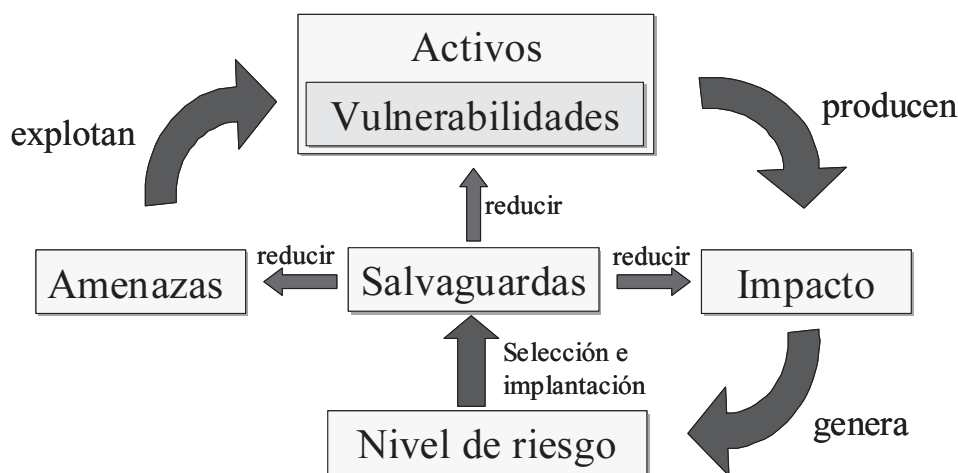 Activos
Vulnerabilidades
explotan
producen
reducir
reducir
reducir
Amenazas
Salvaguardas
Impacto
Selección e
implantación
genera
Nivel de riesgo